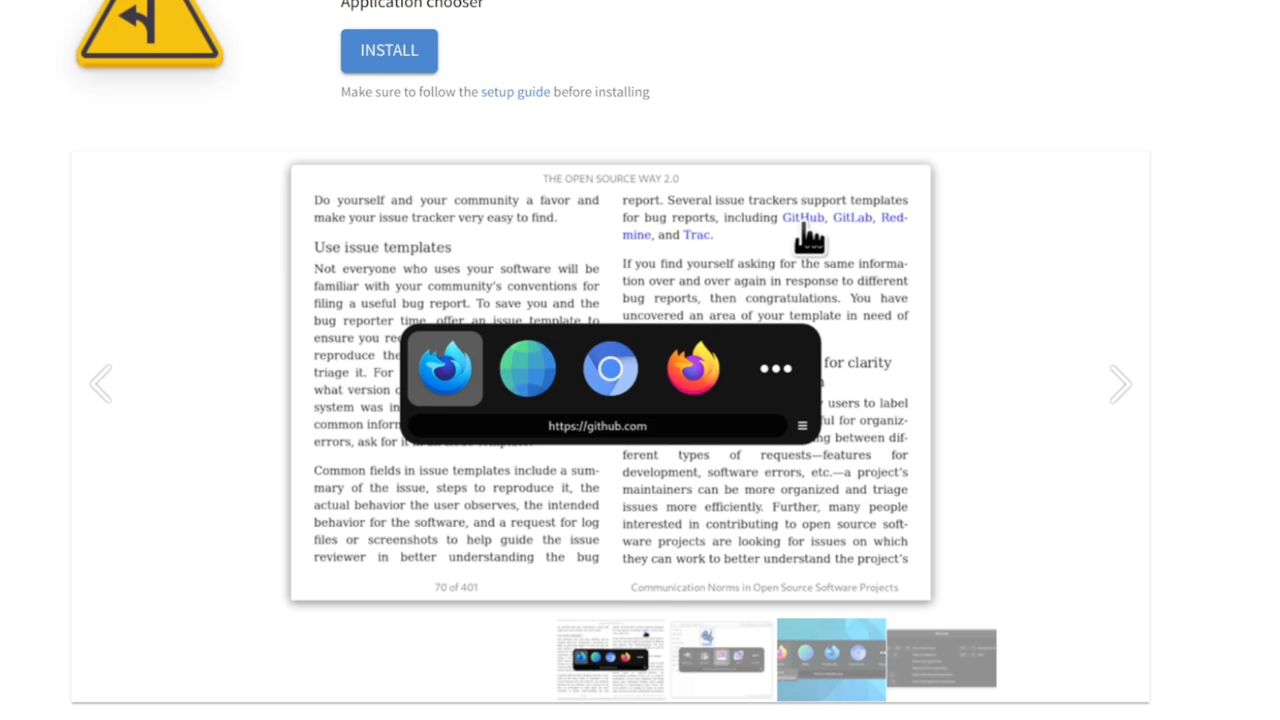 Application chooser
INSTALL
Make sure to follow the setup guide before installing
THE OPEN SOURCE WAY 2.0
Do yourself and your community a favor and
make your issue tracker very easy to find.
Use issue templates
Not everyone who uses your software will be
familiar with your community's conventions for
filing a useful bug report. To save you and the
bug reporter time, offer an issue template to
ensure you
reproduce the
triage it. For
what version
system was in
common
errors, ask for it
Common fields in issue templates include a sum-
mary of the issue, steps to reproduce it, the
actual behavior the user observes, the intended
behavior for the software, and a request for log
files or screenshots to help guide the issue
reviewer in better understanding the bug
70 of 401
report. Several issue trackers support templates
for bug reports, including GitHub, GitLab, Red-
mine, and Trac.
If you find yourself asking for the same informa-
tion over and over again in response to different
bug reports, then congratulations. You have
uncovered an area of your template in need of
for clarity
users to label
for organiz-
between dif-
ferent types of requests—features for
development, software errors, etc.—a project's
maintainers can be more organized and triage
issues more efficiently. Further, many people
interested in contributing to open source soft-
ware projects are looking for issues on which
they can work to better understand the project's
Communication Norms in Open Source Software Projects
https://github.com